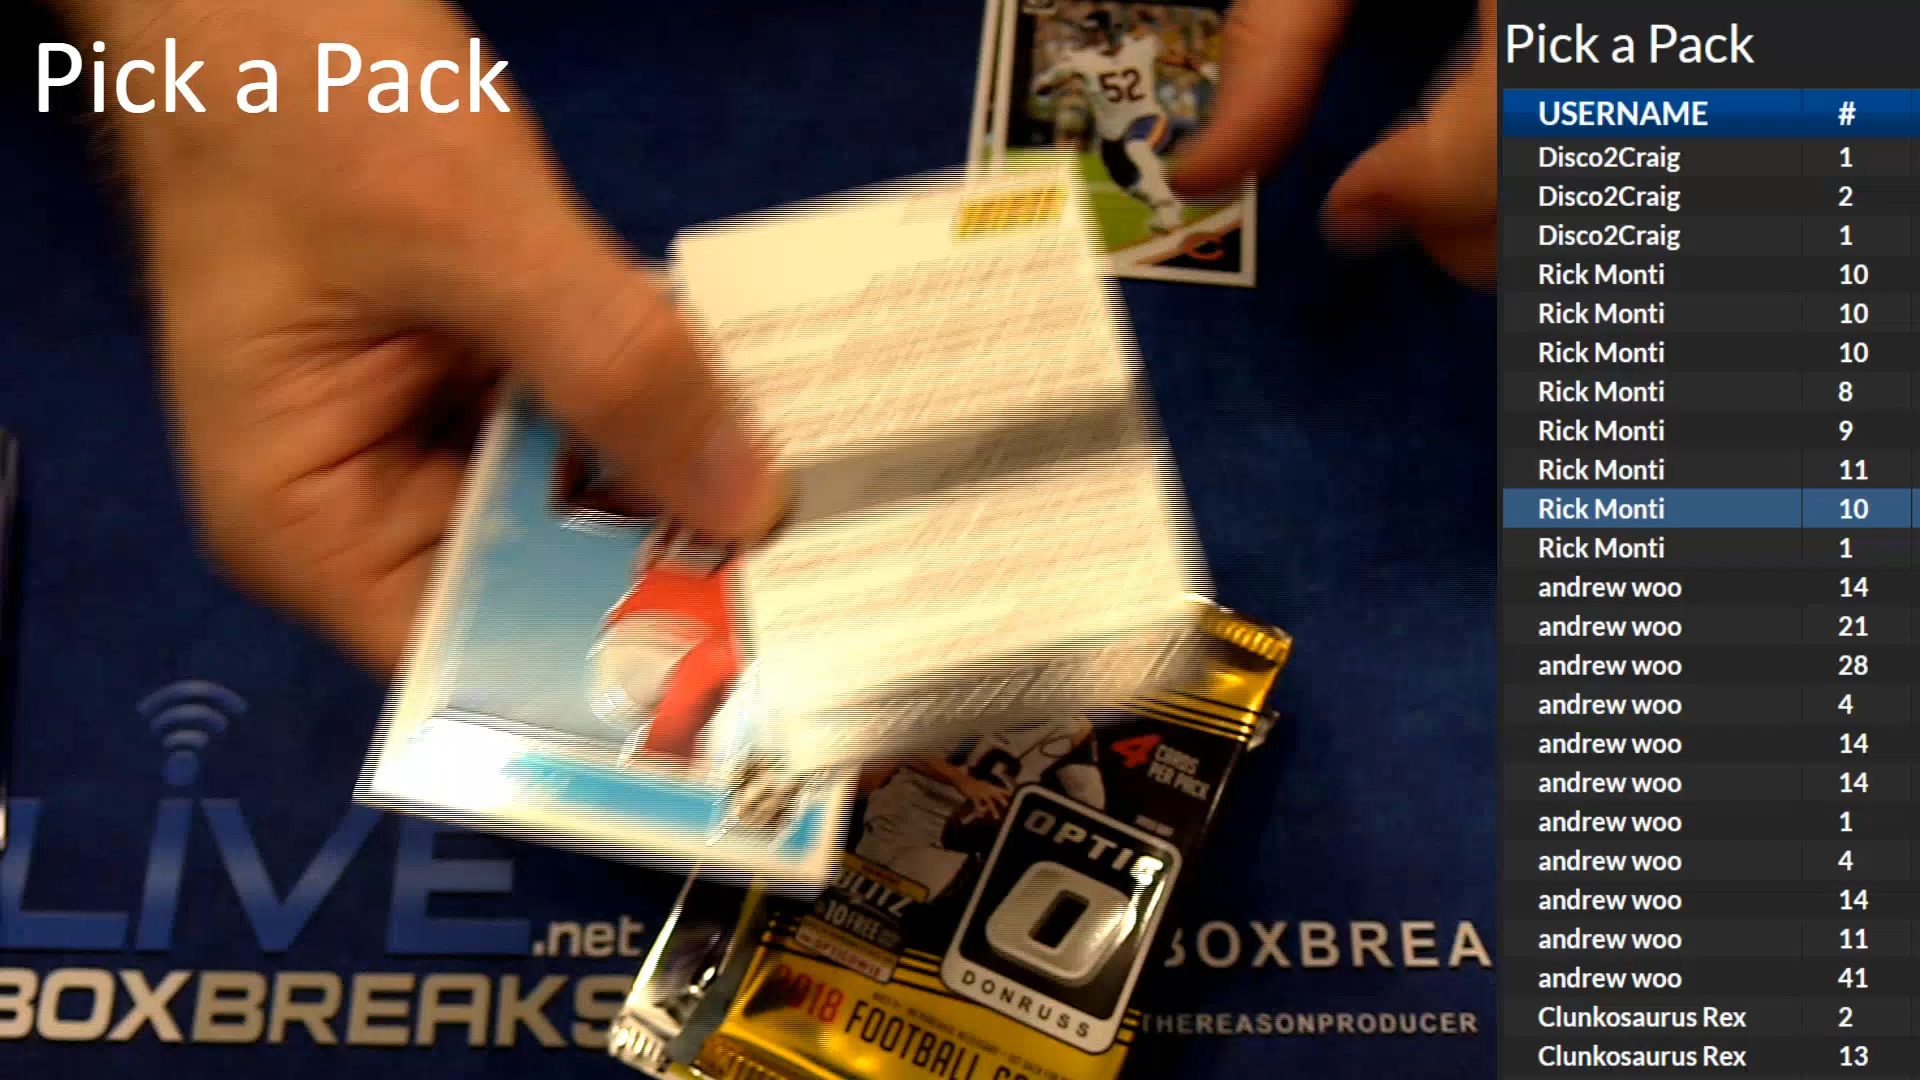 Pick a Pack
52
4 CARDS PER PACK
OPTIC
DONRUSS
BLITZ
2018 FOOTBALL
LIVE.net
BOXBREAKS
BOXBREA
THEREASONPRODUCER
Pick a Pack
USERNAME #
Disco2Craig 1
Disco2Craig 2
Disco2Craig 1
Rick Monti 10
Rick Monti 10
Rick Monti 10
Rick Monti 8
Rick Monti 9
Rick Monti 11
Rick Monti 10
Rick Monti 1
andrew woo 14
andrew woo 21
andrew woo 28
andrew woo 4
andrew woo 14
andrew woo 14
andrew woo 1
andrew woo 4
andrew woo 14
andrew woo 11
andrew woo 41
Clunkosaurus Rex 2
Clunkosaurus Rex 13